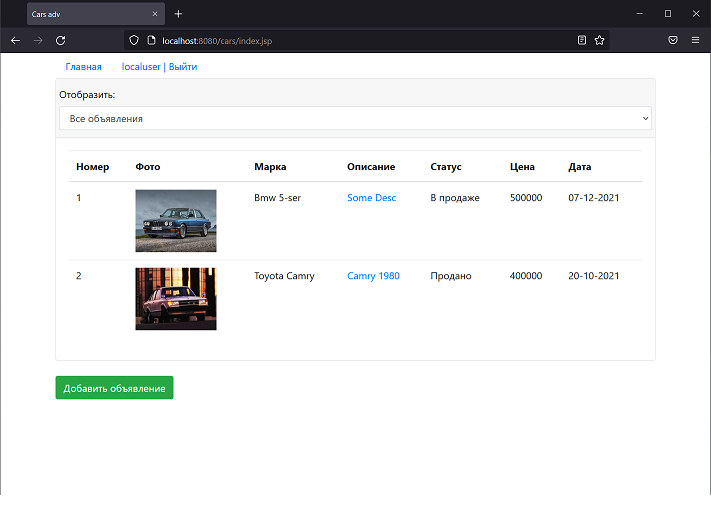 Cars adv
localhost:8080/cars/index.jsp
Главная localuser | Выйти
Отобразить:
Все объявления
Номер Фото Марка Описание Статус Цена Дата
1 Bmw 5-ser Some Desc В продаже 500000 07-12-2021
2 Toyota Camry Camry 1980 Продано 400000 20-10-2021
Добавить объявление